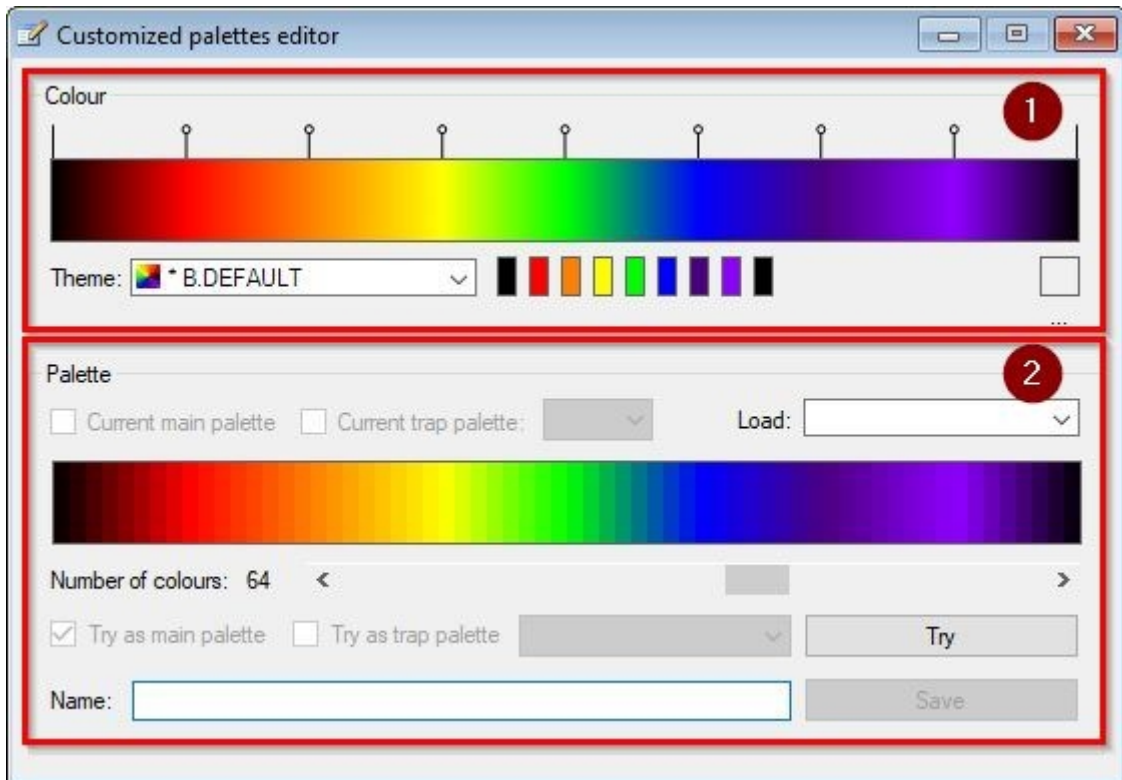 Customized palettes editor
Colour
1
Theme: * B.DEFAULT
...
Palette
2
Current main palette Current trap palette: Load:
Number of colours: 64 < >
Try as main palette Try as trap palette Try
Name: Save